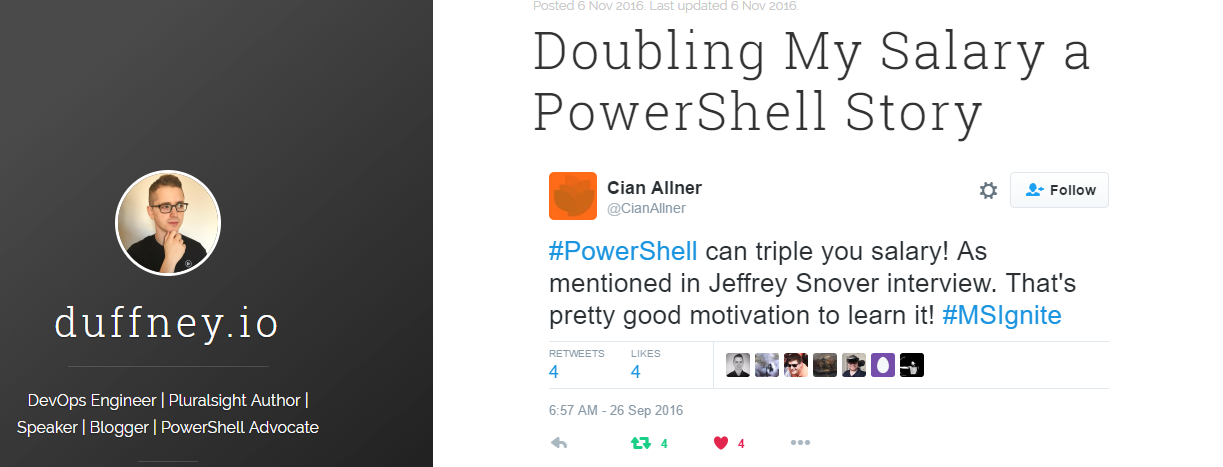 duffney.io
DevOps Engineer | Pluralsight Author |
Speaker | Blogger | PowerShell Advocate
Posted 6 Nov 2016. Last updated 6 Nov 2016.
Doubling My Salary a
PowerShell Story
Cian Allner
@CianAllner
Follow
#PowerShell can triple you salary! As
mentioned in Jeffrey Snover interview. That's
pretty good motivation to learn it! #MSIgnite
RETWEETS LIKES
4 4
6:57 AM - 26 Sep 2016
4 4